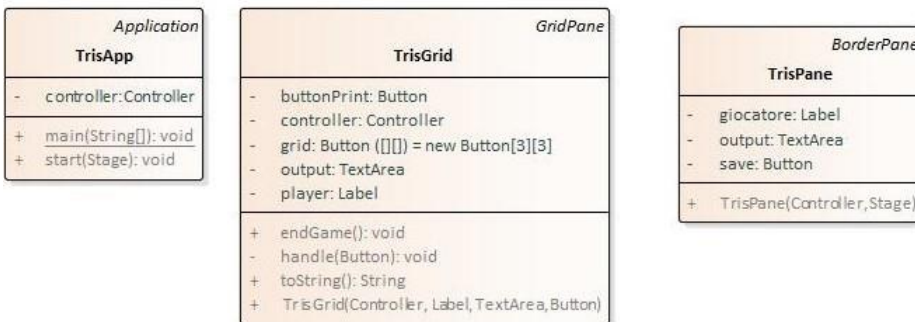 Application
TrisApp
- controller:Controller
+ main(String[]): void
+ start(Stage): void
GridPane
TrisGrid
- buttonPrint: Button
- controller: Controller
- grid: Button ([][]) = new Button[3][3]
- output: TextArea
- player: Label
+ endGame(): void
- handle(Button): void
+ toString(): String
+ TrisGrid(Controller, Label, TextArea,Button)
BorderPane
TrisPane
- giocatore: Label
- output: TextArea
- save: Button
+ TrisPane(Controller,Stage)